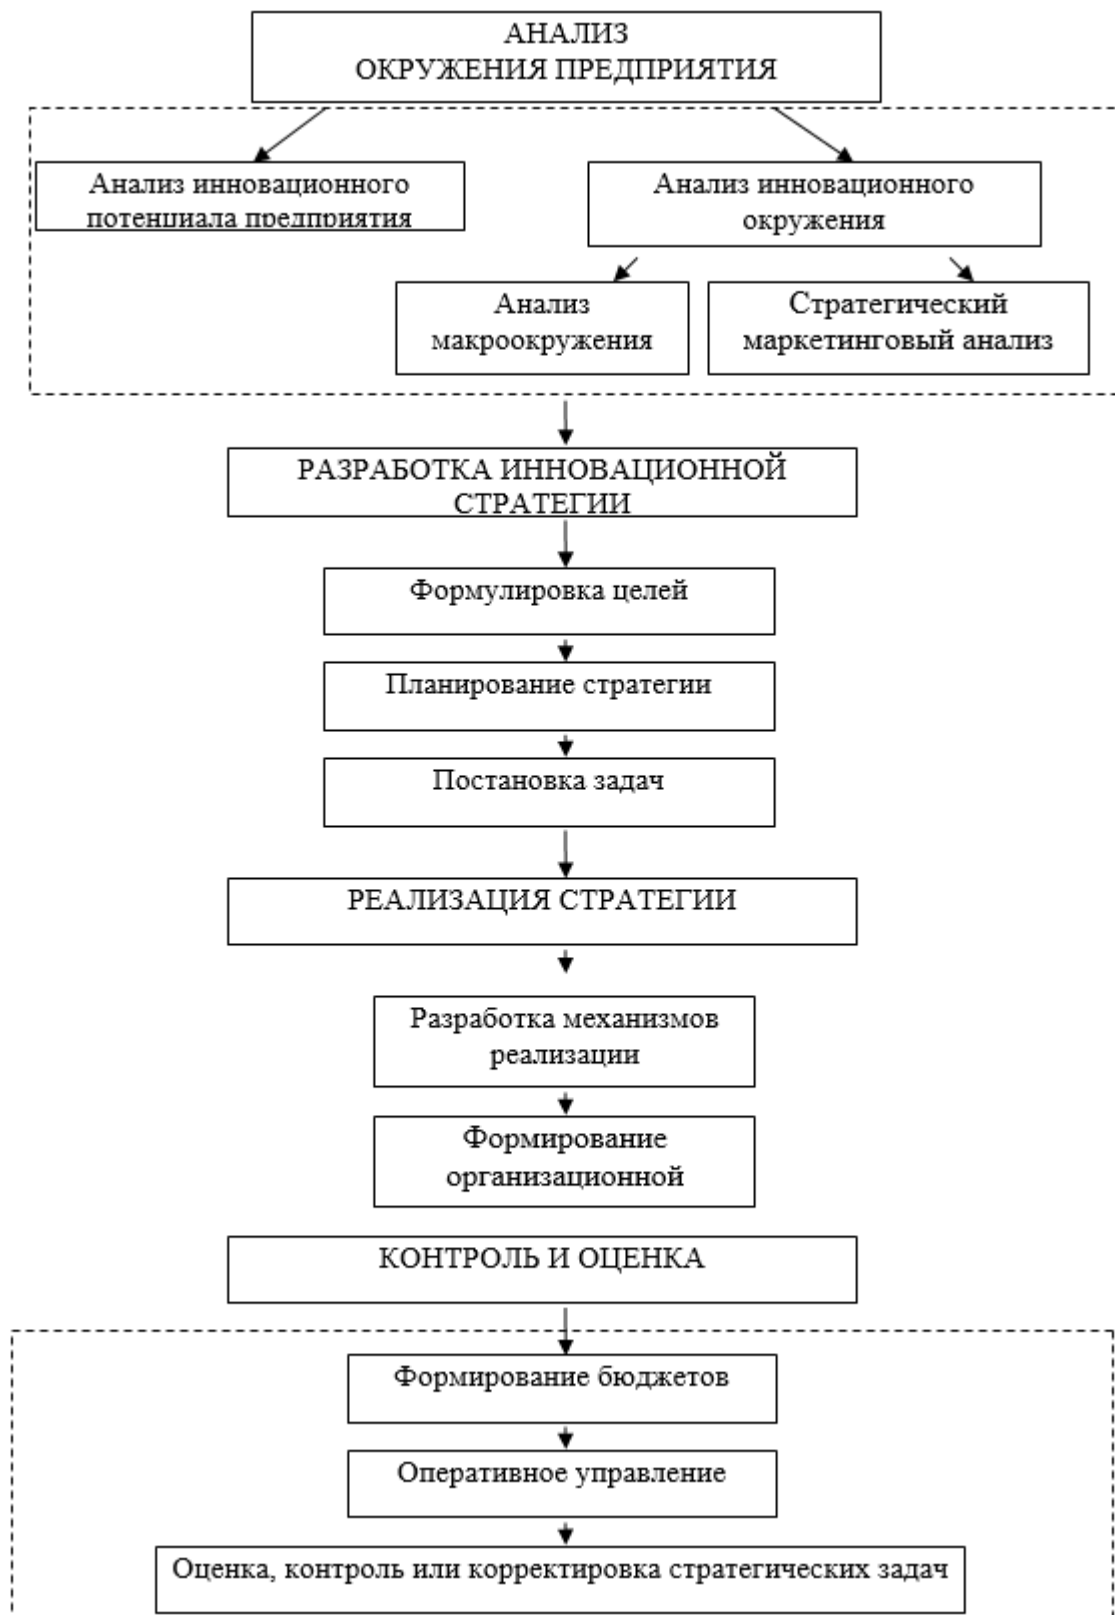 АНАЛИЗ
ОКРУЖЕНИЯ ПРЕДПРИЯТИЯ
Анализ инновационного
потенциала предприятия
Анализ инновационного
окружения
Анализ
макроокружения
Стратегический
маркетинговый анализ
РАЗРАБОТКА ИННОВАЦИОННОЙ
СТРАТЕГИИ
Формулировка целей
Планирование стратегии
Постановка задач
РЕАЛИЗАЦИЯ СТРАТЕГИИ
Разработка механизмов
реализации
Формирование
организационной
КОНТРОЛЬ И ОЦЕНКА
Формирование бюджетов
Оперативное управление
Оценка, контроль или корректировка стратегических задач